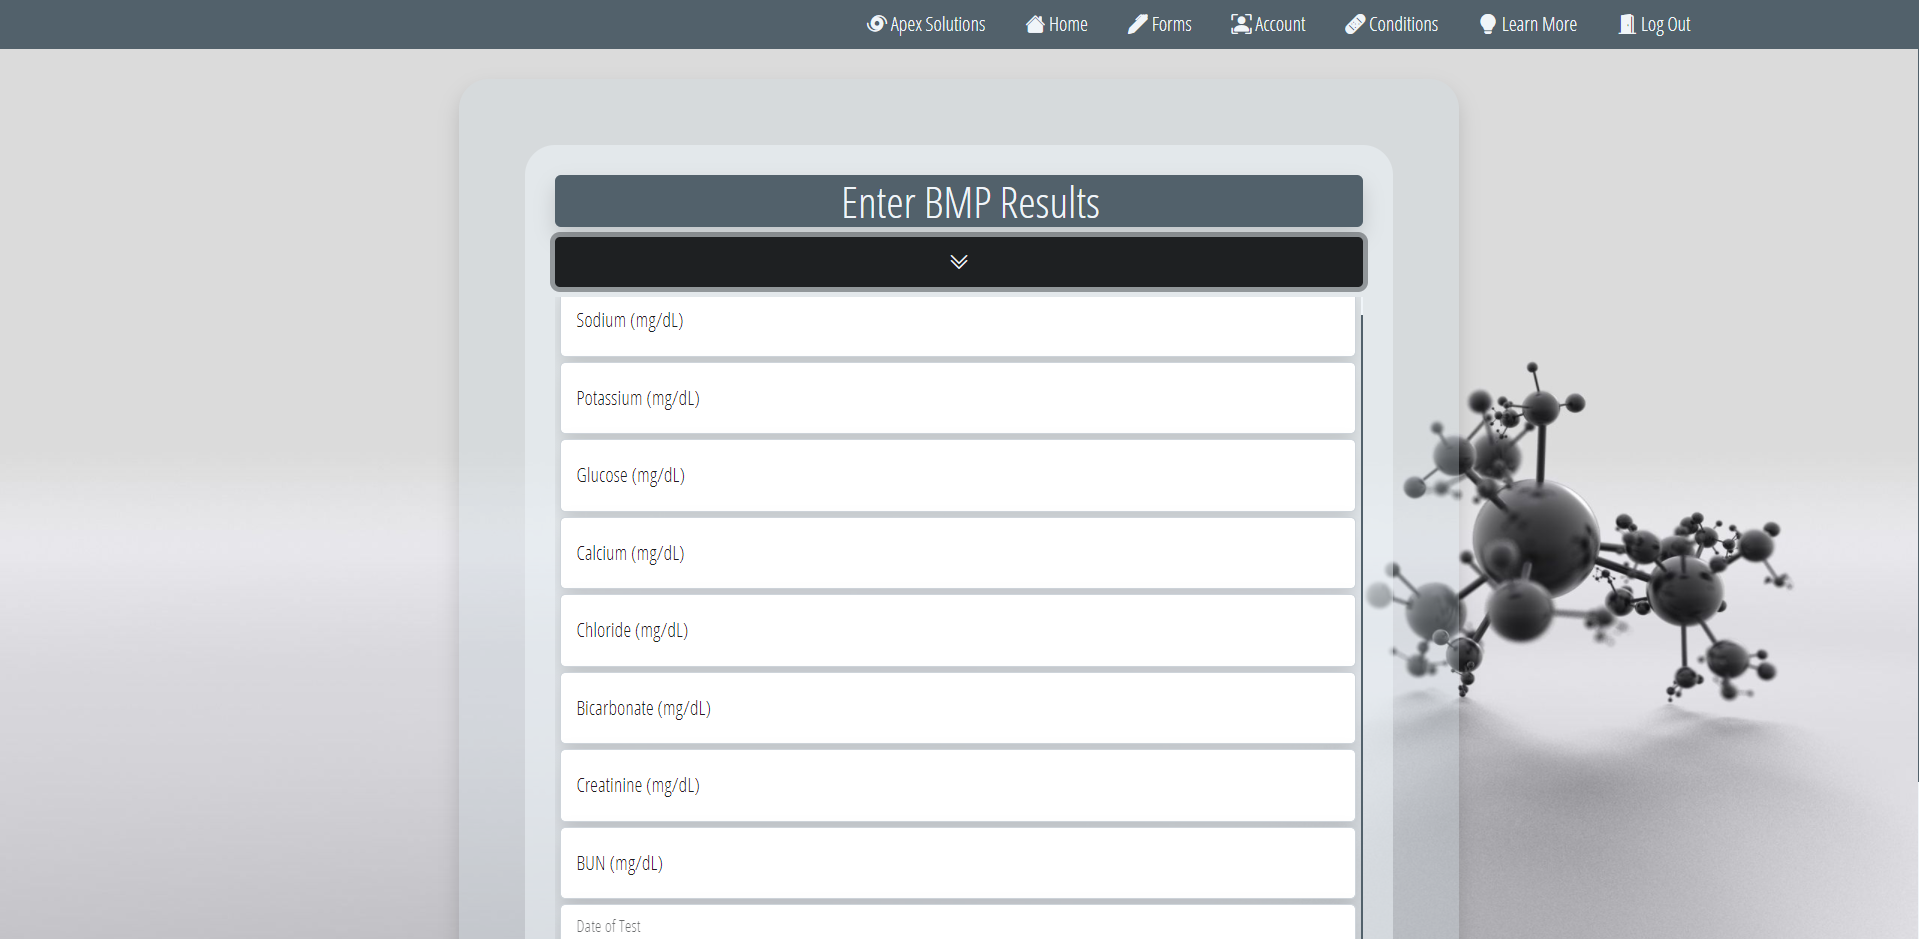 Apex Solutions Home Forms Account Conditions Learn More Log Out
Enter BMP Results
Sodium (mg/dL)
Potassium (mg/dL)
Glucose (mg/dL)
Calcium (mg/dL)
Chloride (mg/dL)
Bicarbonate (mg/dL)
Creatinine (mg/dL)
BUN (mg/dL)
Date of Test